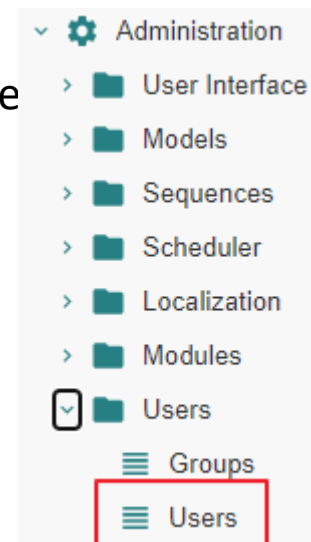 Administration
e
User Interface
Models
Sequences
Scheduler
Localization
Modules
Users
Groups
Users